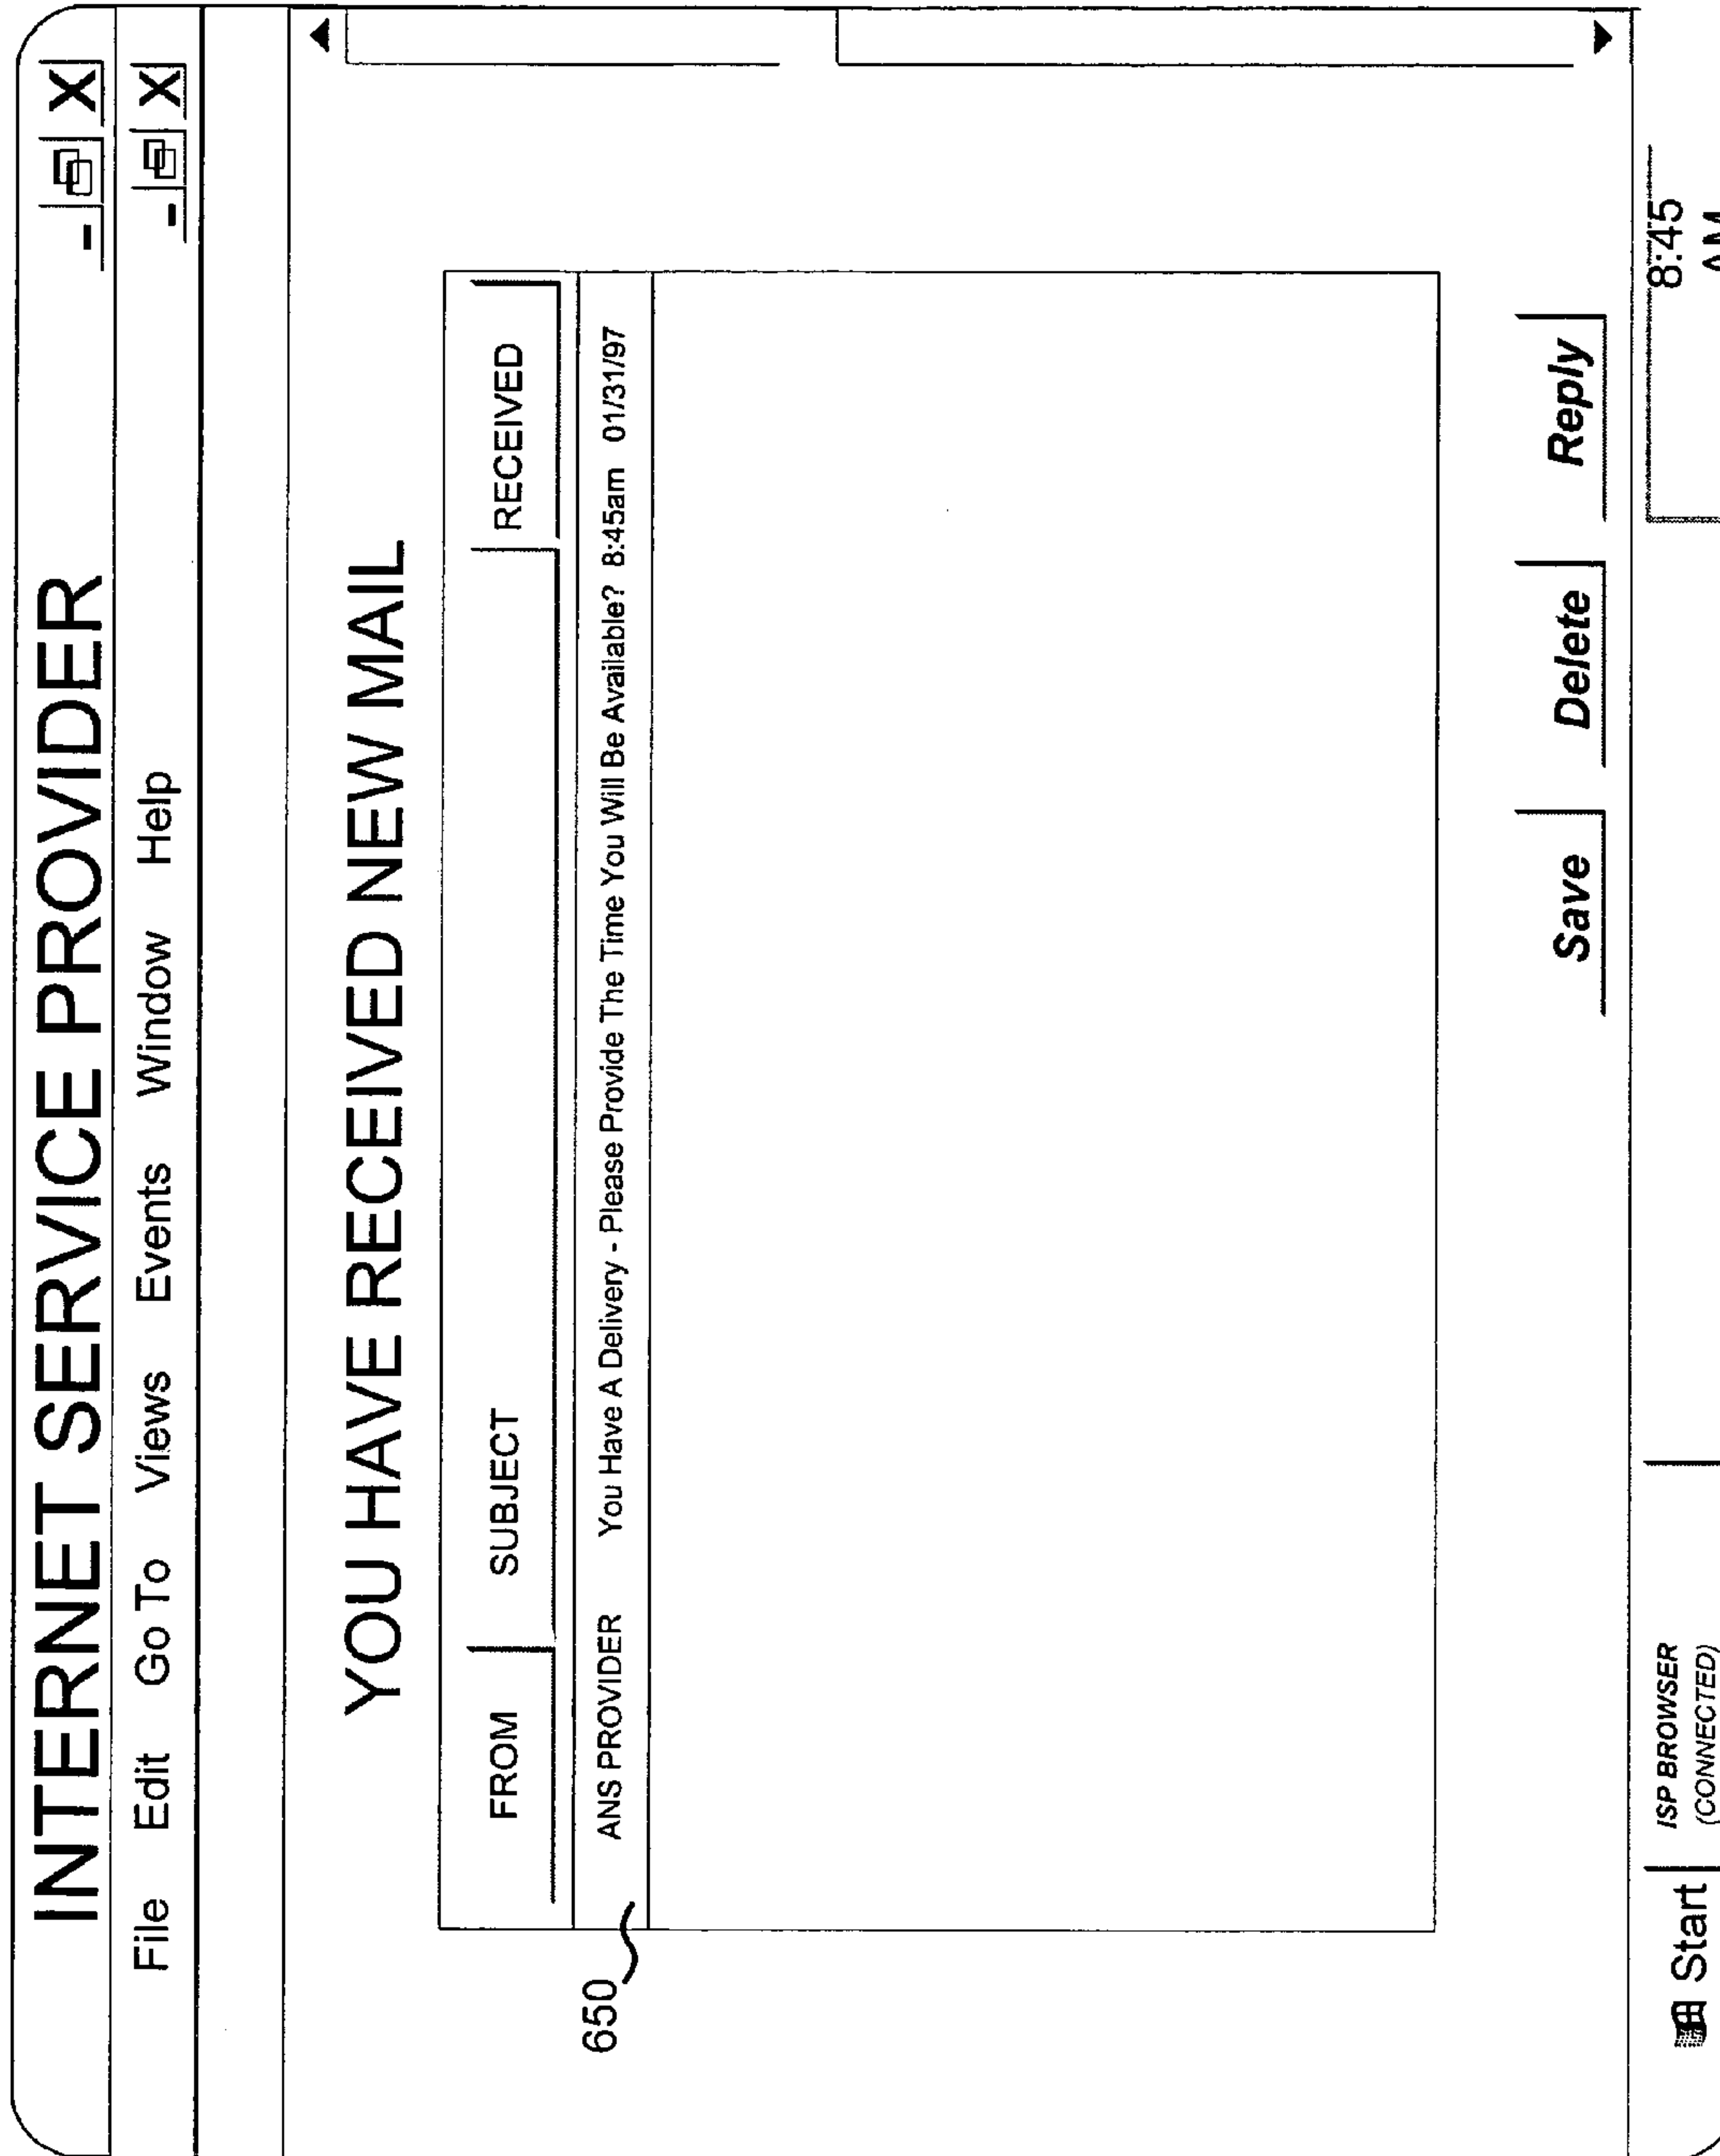 INTERNET SERVICE PROVIDER
File Edit Go To Views Events Window Help
YOU HAVE RECEIVED NEW MAIL
FROM SUBJECT RECEIVED
650 ANS PROVIDER You Have A Delivery - Please Provide The Time You Will Be Available? 8:45am 01/31/97
Save Delete Reply
Start ISP BROWSER 8:45
(CONNECTED) AM